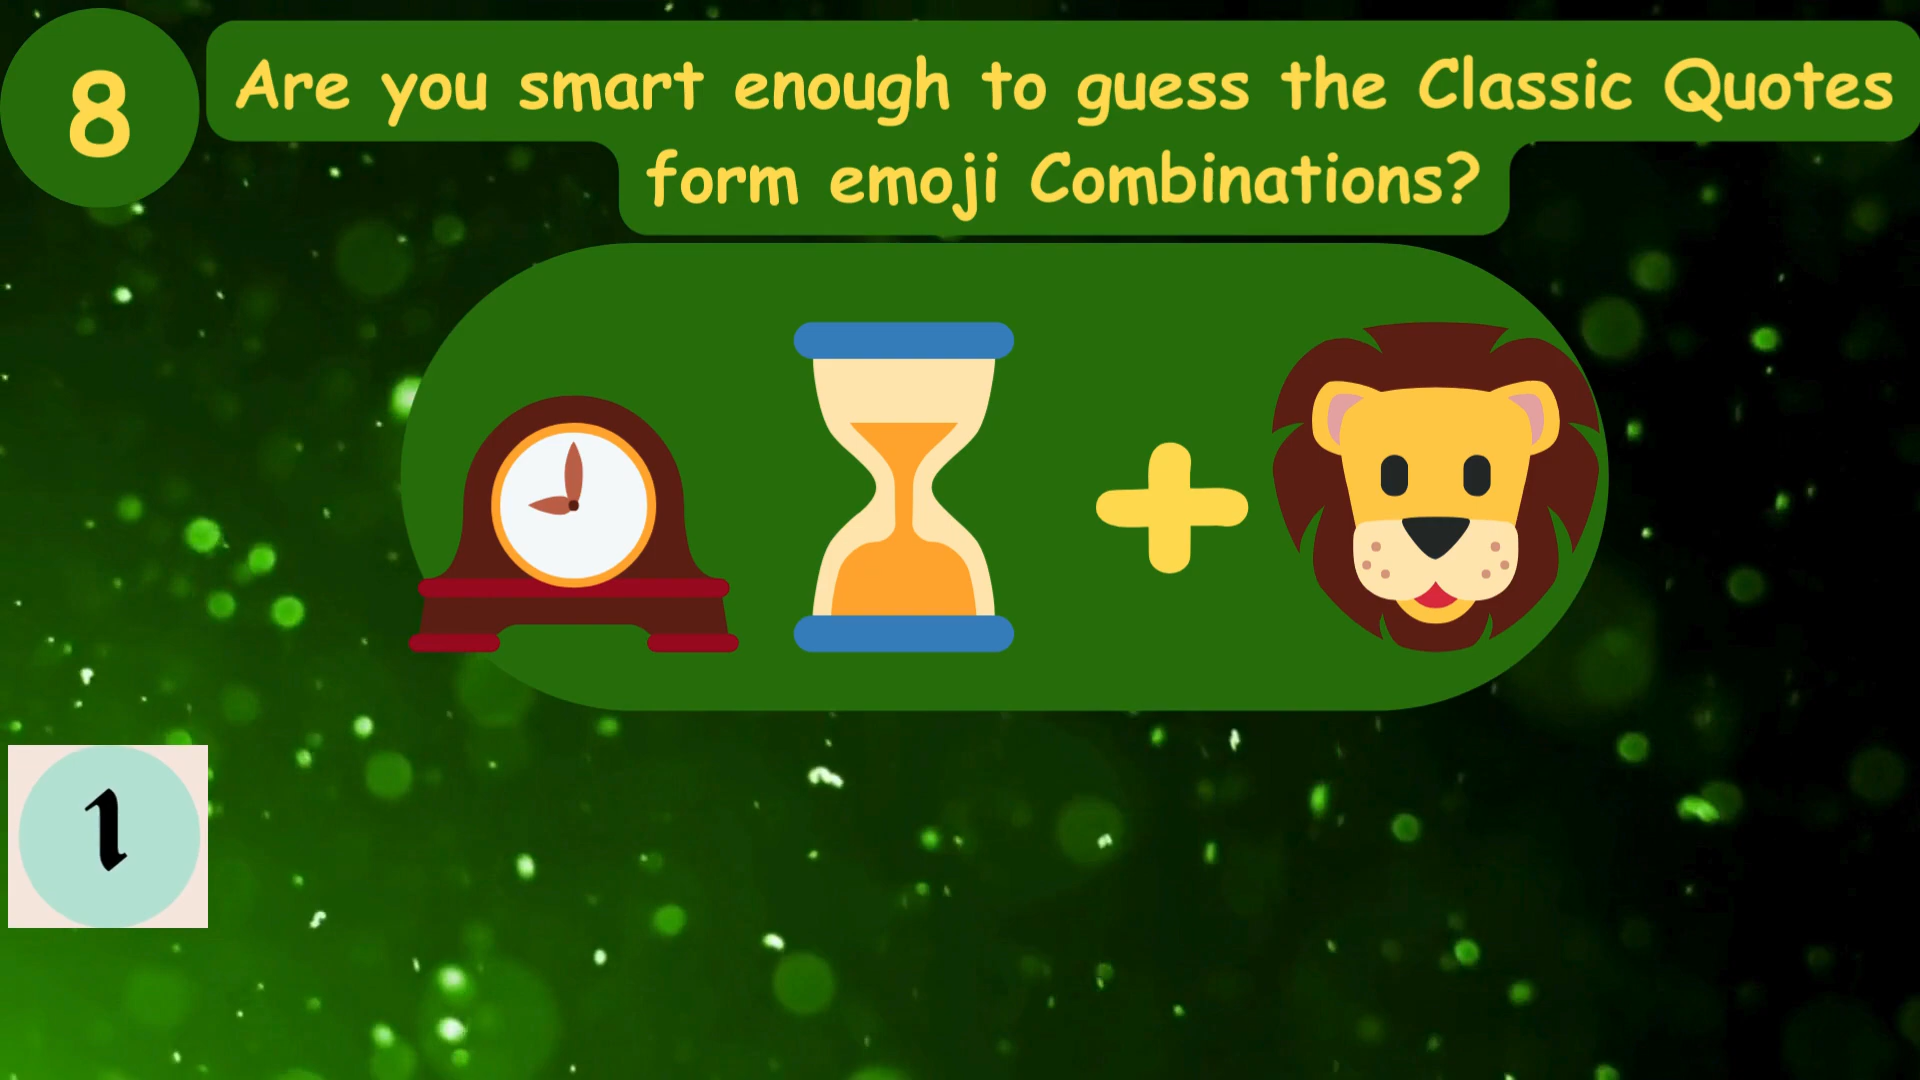 8
Are you smart enough to guess the Classic Quotes
form emoji Combinations?
1